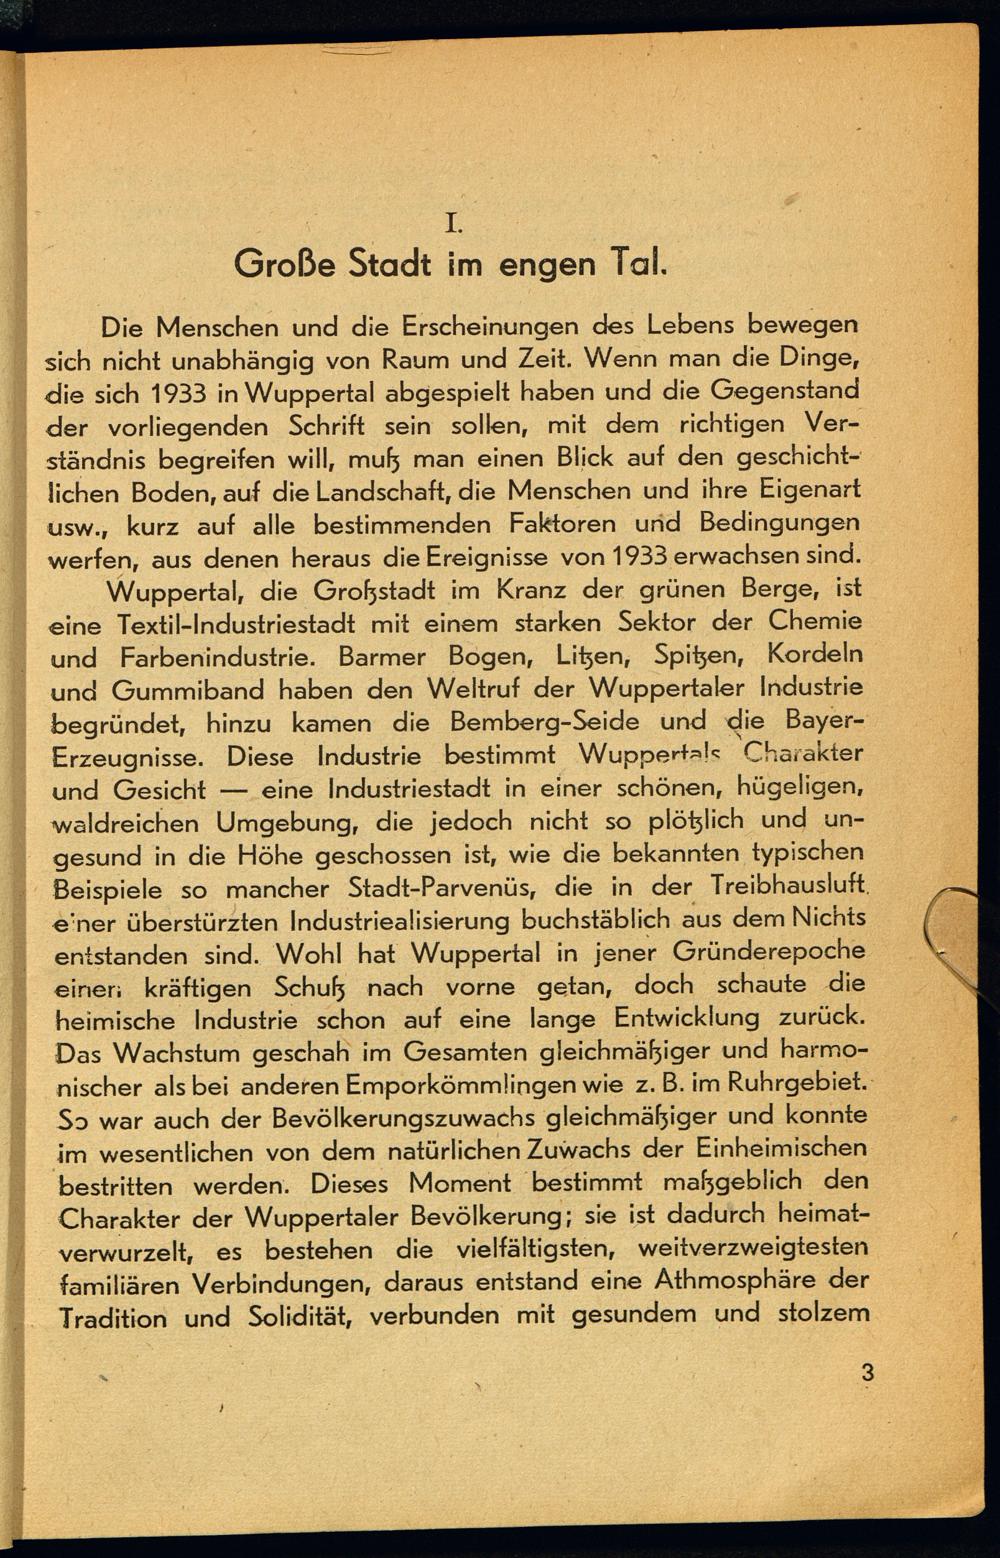 I.
Große Stadt im engen Tal.
Die Menschen und die Erscheinungen des Lebens bewegen
sich nicht unabhängig von Raum und Zeit. Wenn man die Dinge,
die sich 1933 in Wuppertal abgespielt haben und die Gegenstand
der vorliegenden Schrift sein sollen, mit dem richtigen Ver-
ständnis begreifen will, muß man einen Blick auf den geschicht-
lichen Boden, auf die Landschaft, die Menschen und ihre Eigenart
usw., kurz auf alle bestimmenden Faktoren und Bedingungen
werfen, aus denen heraus die Ereignisse von 1933 erwachsen sind.
Wuppertal, die Großstadt im Kranz der grünen Berge, ist
eine Textil-Industriestadt mit einem starken Sektor der Chemie
und Farbenindustrie. Barmer Bogen, Litzen, Spitzen, Kordeln
und Gummiband haben den Weltruf der Wuppertaler Industrie
begründet, hinzu kamen die Bemberg-Seide und die Bayer-
Erzeugnisse. Diese Industrie bestimmt Wuppertals Charakter
und Gesicht — eine Industriestadt in einer schönen, hügeligen,
waldreichen Umgebung, die jedoch nicht so plötzlich und un-
gesund in die Höhe geschossen ist, wie die bekannten typischen
Beispiele so mancher Stadt-Parvenüs, die in der Treibhausluft
einer überstürzten Industriealisierung buchstäblich aus dem Nichts
entstanden sind. Wohl hat Wuppertal in jener Gründerepoche
einen kräftigen Schuß nach vorne getan, doch schaute die
heimische Industrie schon auf eine lange Entwicklung zurück.
Das Wachstum geschah im Gesamten gleichmäßiger und harmo-
nischer als bei anderen Emporkömmlingen wie z. B. im Ruhrgebiet.
So war auch der Bevölkerungszuwachs gleichmäßiger und konnte
im wesentlichen von dem natürlichen Zuwachs der Einheimischen
bestritten werden. Dieses Moment bestimmt maßgeblich den
Charakter der Wuppertaler Bevölkerung; sie ist dadurch heimat-
verwurzelt, es bestehen die vielfältigsten, weitverzweigtesten
familiären Verbindungen, daraus entstand eine Athmosphäre der
Tradition und Solidität, verbunden mit gesundem und stolzem
3